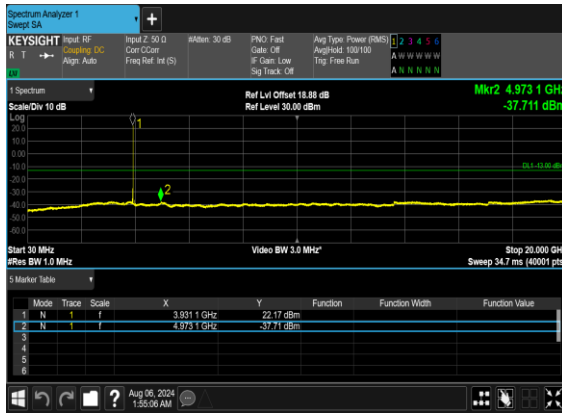 Spectrum Analyzer 1
Swept SA
+
KEYSIGHT Input: RF Input Z: 50 Ω #Atten: 30 dB PNO: Fast Avg Type: Power (RMS) 1 2 3 4 5 6
R T Coupling: DC Corr CCorr Gate: Off Avg|Hold: 100/100 A W W W W W
Align: Auto Freq Ref: Int (S) IF Gain: Low Trig: Free Run
Sig Track: Off A N N N N N
1 Spectrum
Scale/Div 10 dB
Ref Lvl Offset 18.88 dB
Ref Level 30.00 dBm
Mkr2 4.973 1 GHz
-37.711 dBm
Log
20.0
10.0
0.00
-10.0
-20.0
-30.0
-40.0
-50.0
-60.0
1
2
DL1 -13.00 dBm
Start 30 MHz Video BW 3.0 MHz* Stop 20.000 GHz
#Res BW 1.0 MHz Sweep 34.7 ms (40001 pts)
5 Marker Table
Mode Trace Scale X Y Function Function Width Function Value
1 N 1 f 3.931 1 GHz 22.17 dBm
2 N 1 f 4.973 1 GHz -37.71 dBm
3
4
5
6
?
Aug 06, 2024
1:55:06 AM